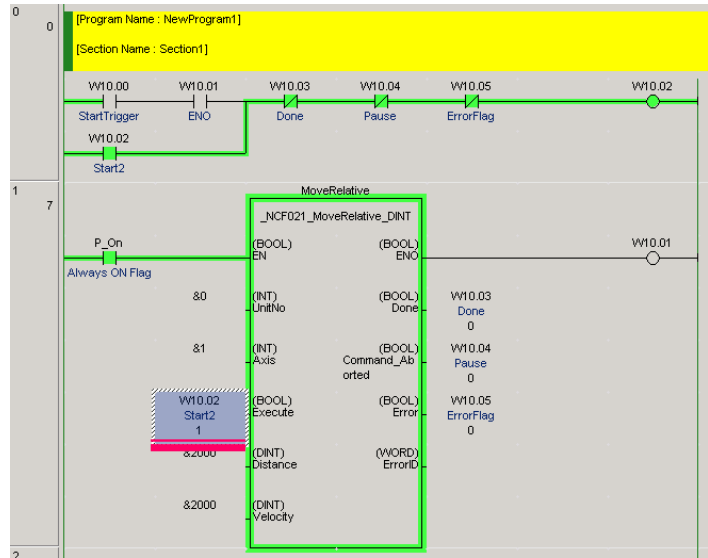 0
0
[Program Name : NewProgram1]
[Section Name : Section1]
W10.00 W10.01 W10.03 W10.04 W10.05 W10.02
StartTrigger ENO Done Pause ErrorFlag
W10.02
Start2
1
7
MoveRelative
_NCF021_MoveRelative_DINT
P_On (BOOL) (BOOL) W10.01
EN ENO
Always ON Flag
&0 (INT) (BOOL) W10.03
UnitNo Done Done
0
&1 (INT) (BOOL) W10.04
Axis Command_Ab Pause
orted 0
W10.02 (BOOL) (BOOL) W10.05
Start2 Execute Error ErrorFlag
1 0
&2000 (DINT) (WORD)
Distance ErrorID
&2000 (DINT)
Velocity
2